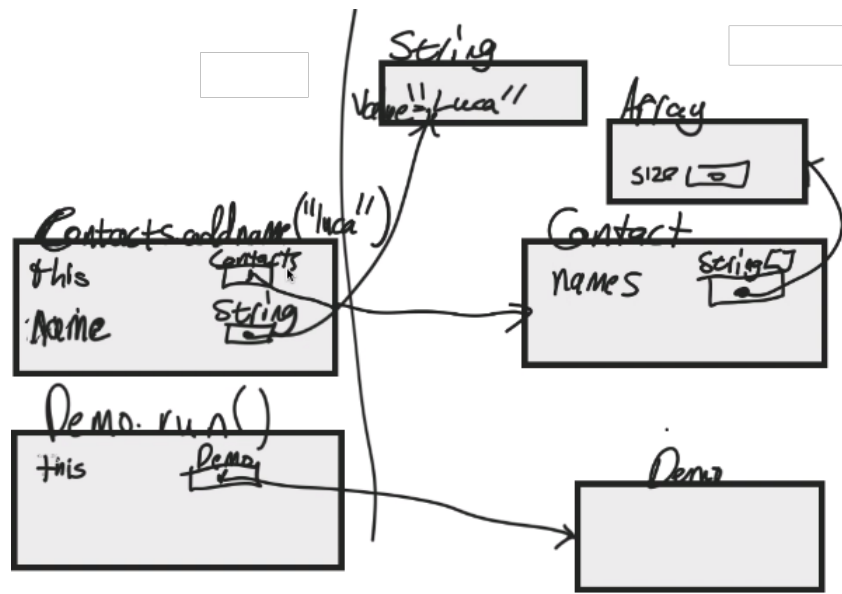 String
Value="Luca"
Array
size 0
Contacts.addname("luca")
this Contacts
Name String
Contact
names String[]
Demo.run()
this Demo
Demo